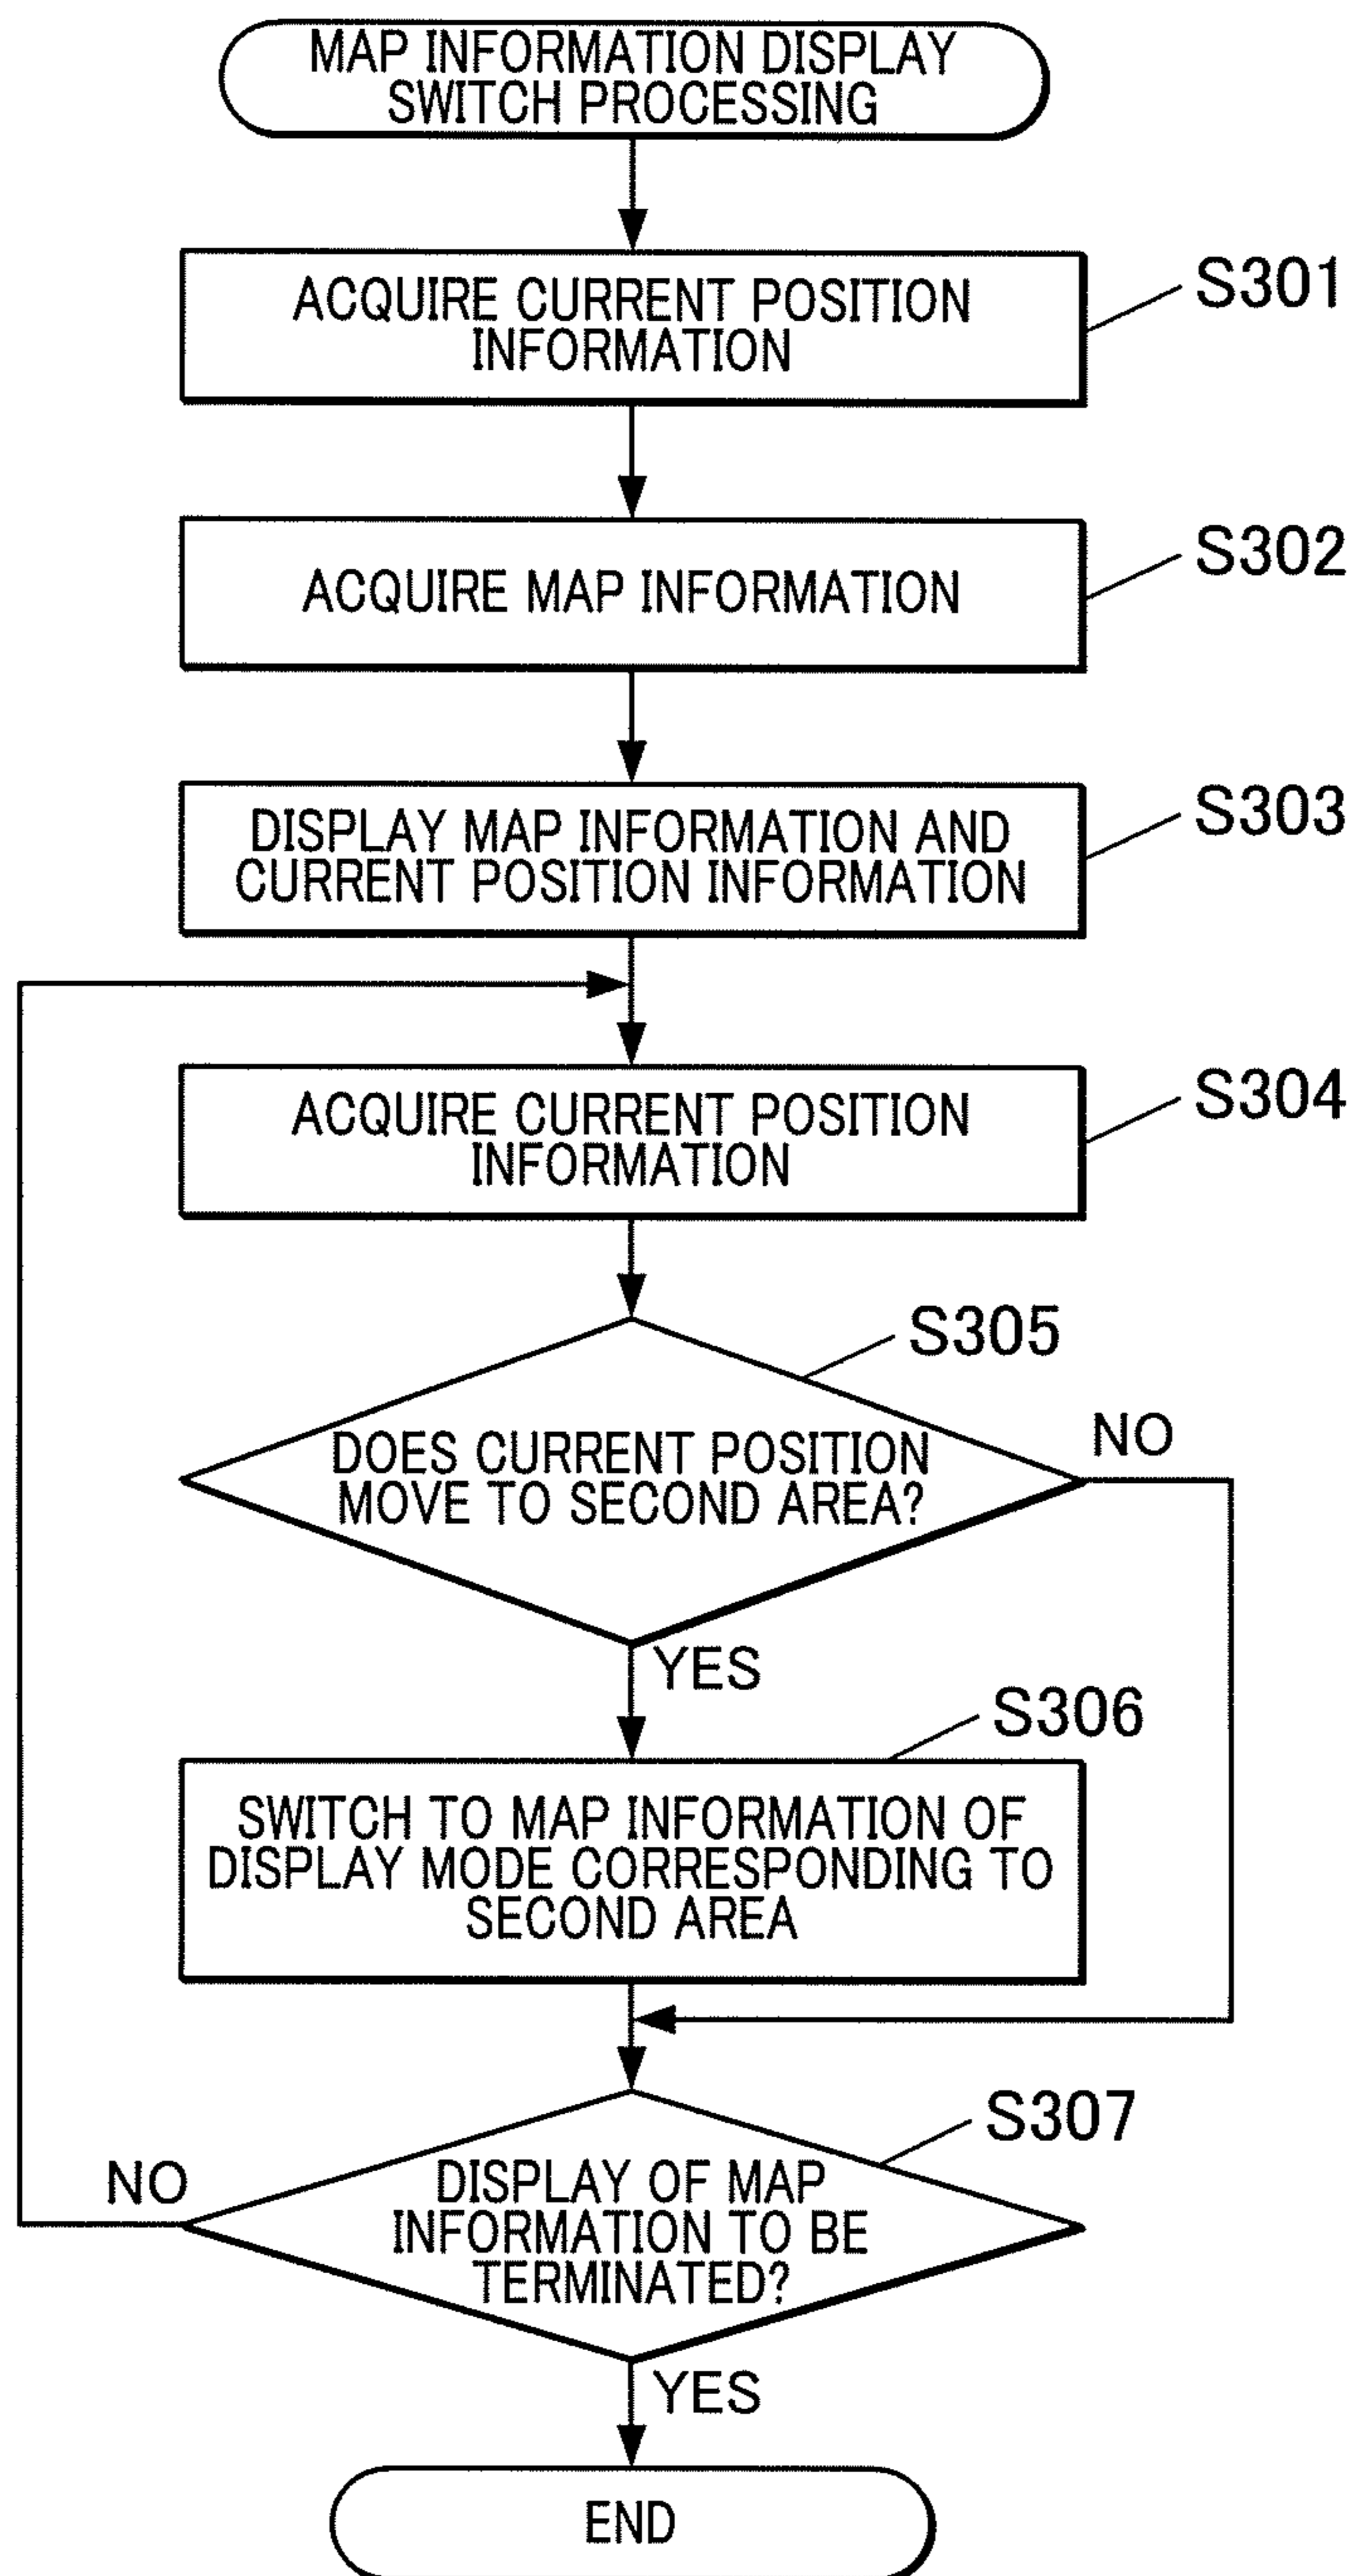 MAP INFORMATION DISPLAY
SWITCH PROCESSING
ACQUIRE CURRENT POSITION
INFORMATION
S301
ACQUIRE MAP INFORMATION
S302
DISPLAY MAP INFORMATION AND
CURRENT POSITION INFORMATION
S303
ACQUIRE CURRENT POSITION
INFORMATION
S304
S305
DOES CURRENT POSITION
MOVE TO SECOND AREA?
NO
YES
S306
SWITCH TO MAP INFORMATION OF
DISPLAY MODE CORRESPONDING TO
SECOND AREA
S307
DISPLAY OF MAP
INFORMATION TO BE
TERMINATED?
NO
YES
END